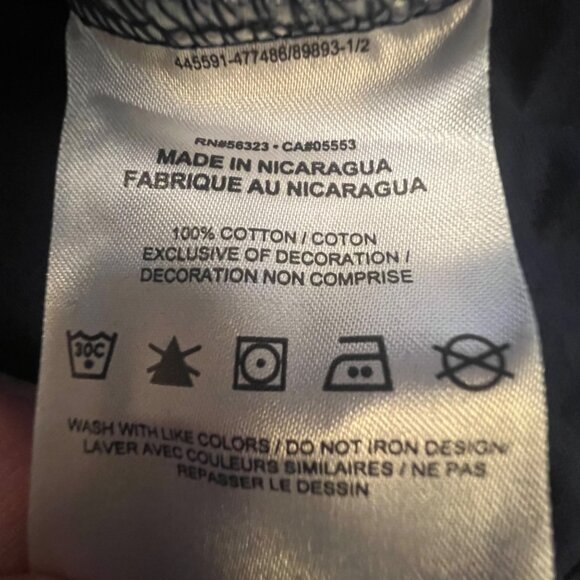 445591-477486/89893-1/2
RN#56323 • CA#05553
MADE IN NICARAGUA
FABRIQUE AU NICARAGUA
100% COTTON / COTON
EXCLUSIVE OF DECORATION /
DECORATION NON COMPRISE
30C
WASH WITH LIKE COLORS / DO NOT IRON DESIGN/
LAVER AVEC COULEURS SIMILAIRES / NE PAS
REPASSER LE DESSIN